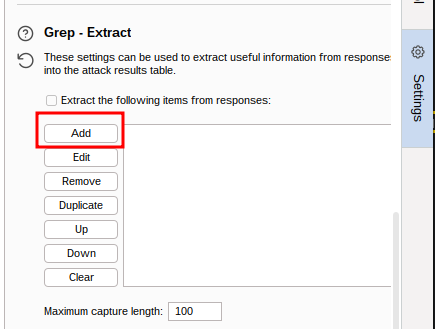 Grep - Extract
These settings can be used to extract useful information from responses
into the attack results table.
Extract the following items from responses:
Add
Edit
Remove
Duplicate
Up
Down
Clear
Maximum capture length: 100
Settings